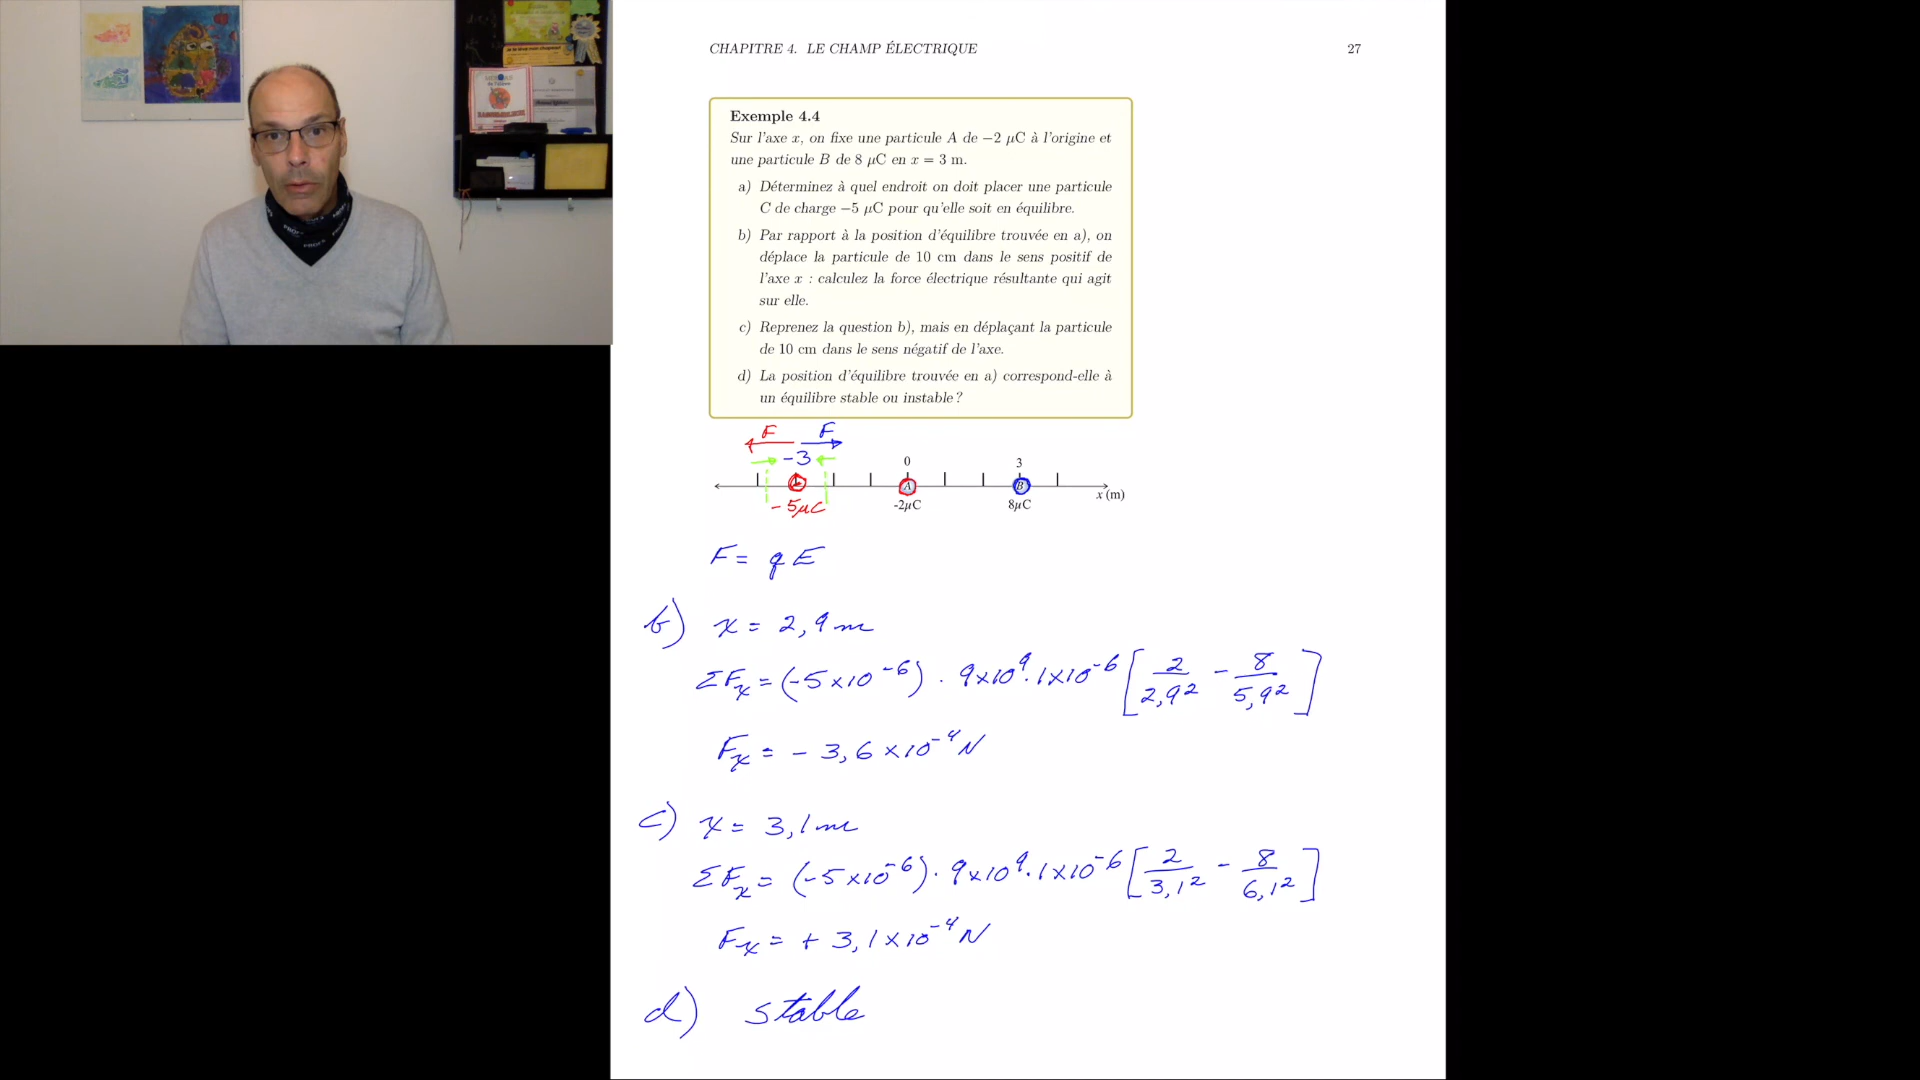 CHAPITRE 4. LE CHAMP ÉLECTRIQUE 27
Exemple 4.4
Sur l'axe x, on fixe une particule A de −2 μC à l'origine et
une particule B de 8 μC en x = 3 m.
a) Déterminez à quel endroit on doit placer une particule
C de charge −5 μC pour qu'elle soit en équilibre.
b) Par rapport à la position d'équilibre trouvée en a), on
déplace la particule de 10 cm dans le sens positif de
l'axe x : calculez la force électrique résultante qui agit
sur elle.
c) Reprenez la question b), mais en déplaçant la particule
de 10 cm dans le sens négatif de l'axe.
d) La position d'équilibre trouvée en a) correspond-elle à
un équilibre stable ou instable ?
F F
-3 0 3
A B
x (m)
- 5μC -2μC 8μC
F = qE
b) x = 2,9 m
ΣFx = (-5 x 10^-6) · 9x10^9 · 1x10^-6 [2/2,9² - 8/5,9²]
Fx = - 3,6 x 10^-4 N
c) x = 3,1 m
ΣFx = (-5 x 10^-6) · 9x10^9 · 1x10^-6 [2/3,1² - 8/6,1²]
Fx = + 3,1 x 10^-4 N
d) stable